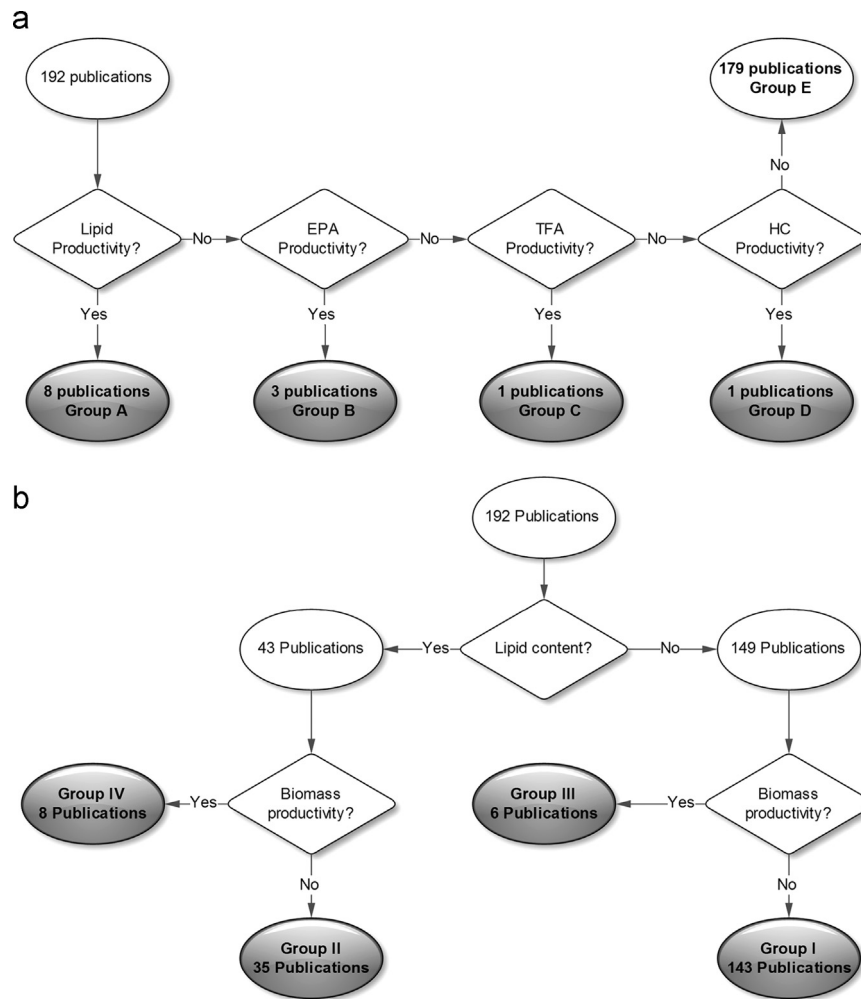 a
192 publications
179 publications
Group E
No
Lipid
Productivity?
No
EPA
Productivity?
No
TFA
Productivity?
No
HC
Productivity?
Yes
Yes
Yes
Yes
8 publications
Group A
3 publications
Group B
1 publications
Group C
1 publications
Group D
b
192 Publications
43 Publications
Yes
Lipid content?
No
149 Publications
Group IV
8 Publications
Yes
Biomass
productivity?
Group III
6 Publications
Yes
Biomass
productivity?
No
No
Group II
35 Publications
Group I
143 Publications